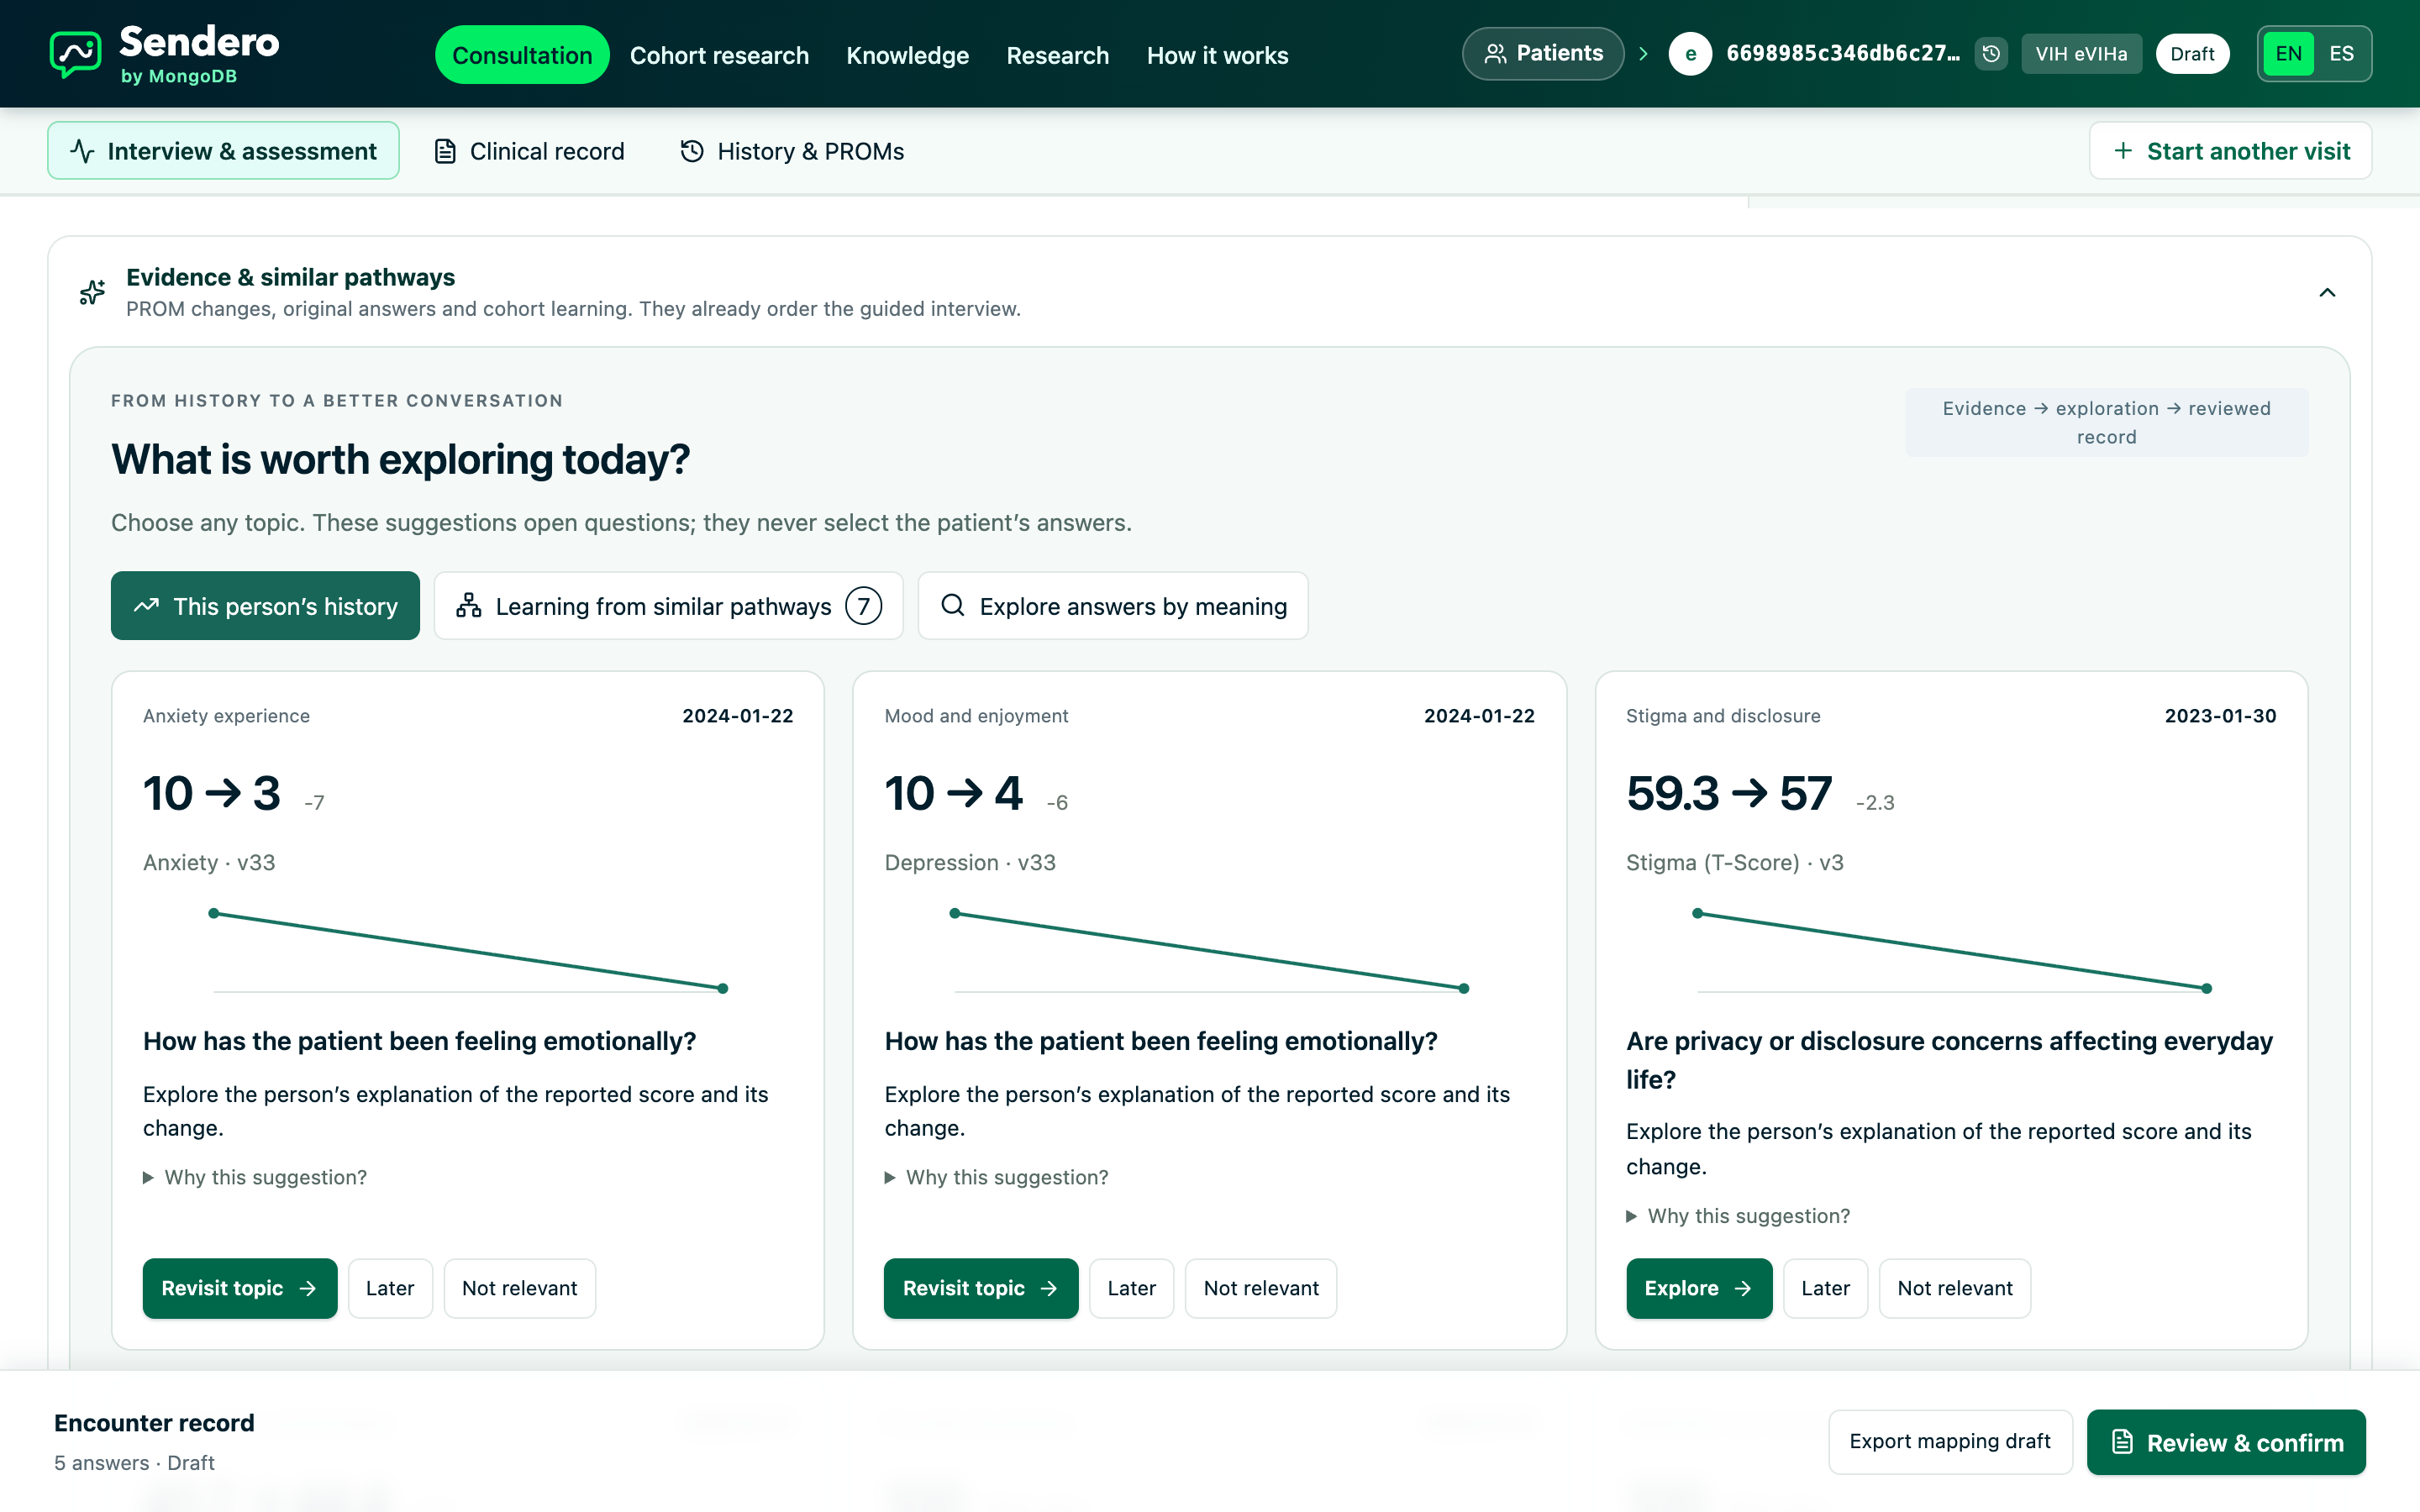 Sendero
by MongoDB
Consultation
Cohort research
Knowledge
Research
How it works
Patients
e
6698985c346db6c27…
VIH eVIHa
Draft
EN
ES
Interview & assessment
Clinical record
History & PROMs
Start another visit
Evidence & similar pathways
PROM changes, original answers and cohort learning. They already order the guided interview.
FROM HISTORY TO A BETTER CONVERSATION
Evidence → exploration → reviewed
record
What is worth exploring today?
Choose any topic. These suggestions open questions; they never select the patient’s answers.
This person’s history
Learning from similar pathways 7
Explore answers by meaning
Anxiety experience 2024-01-22
10 → 3 -7
Anxiety · v33
How has the patient been feeling emotionally?
Explore the person’s explanation of the reported score and its
change.
Why this suggestion?
Revisit topic →
Later
Not relevant
Mood and enjoyment 2024-01-22
10 → 4 -6
Depression · v33
How has the patient been feeling emotionally?
Explore the person’s explanation of the reported score and its
change.
Why this suggestion?
Revisit topic →
Later
Not relevant
Stigma and disclosure 2023-01-30
59.3 → 57 -2.3
Stigma (T-Score) · v3
Are privacy or disclosure concerns affecting everyday
life?
Explore the person’s explanation of the reported score and its
change.
Why this suggestion?
Explore →
Later
Not relevant
Encounter record
5 answers · Draft
Export mapping draft
Review & confirm